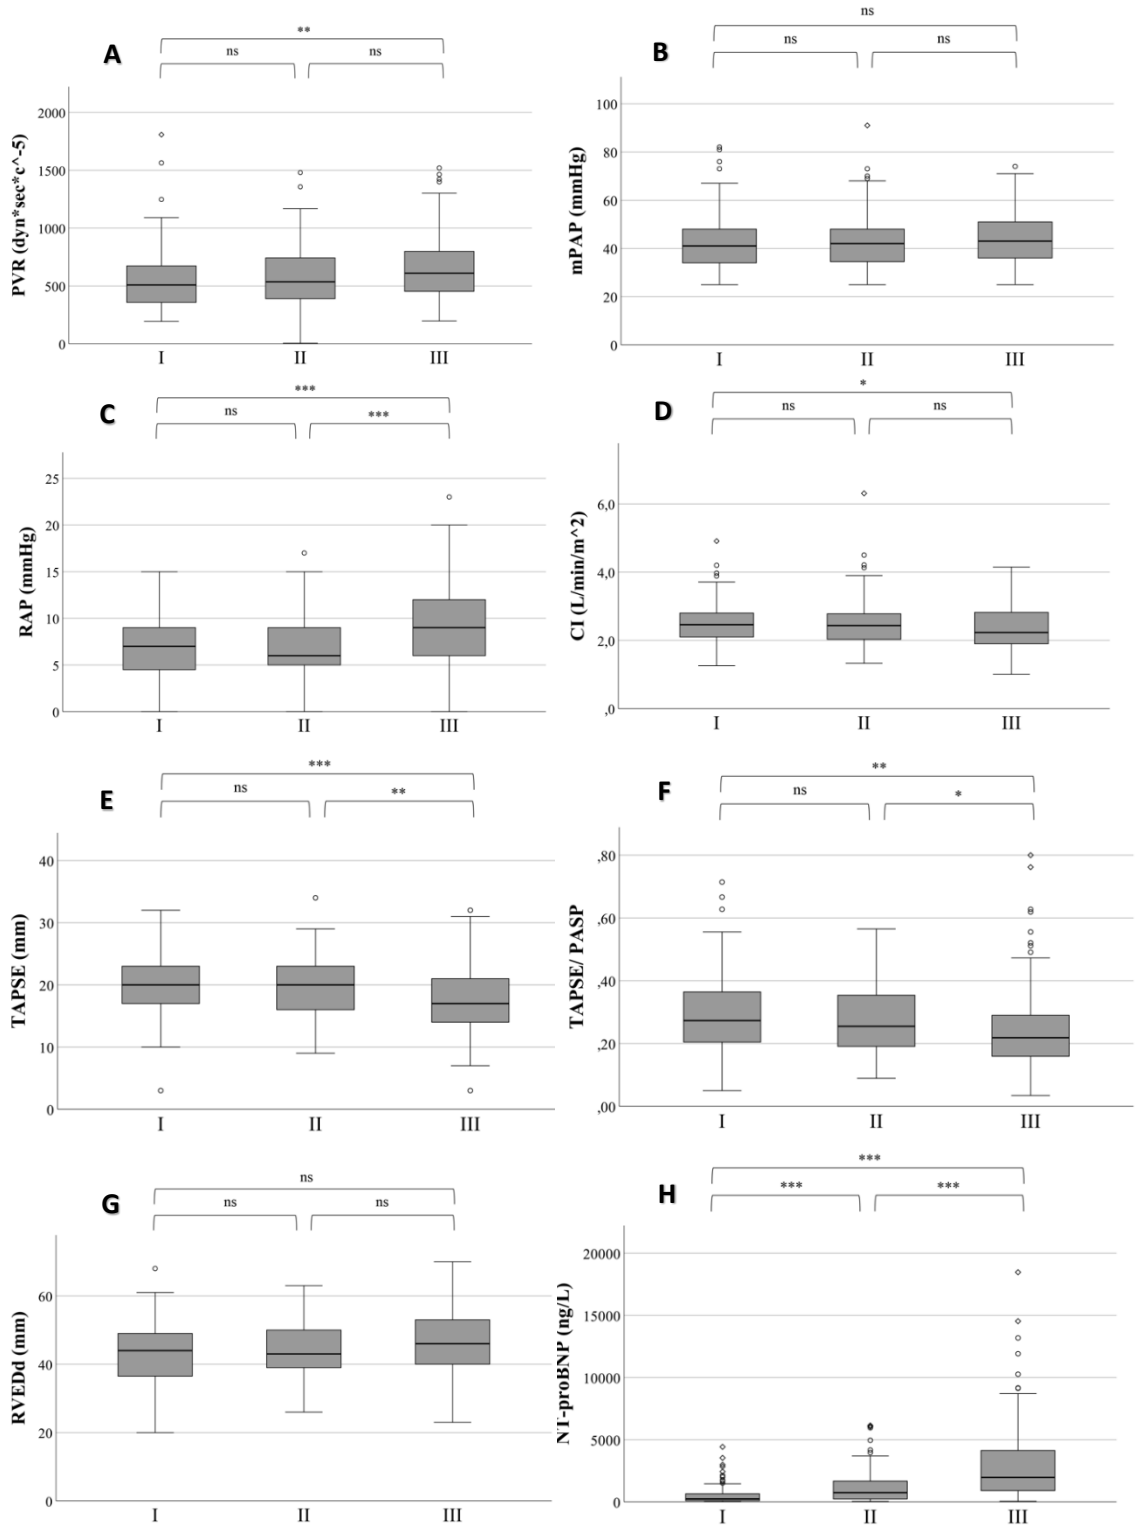 A
**
ns ns
PVR (dyn*sec*c^-5)
2000
1500
1000
500
0
I II III
B
ns
ns ns
mPAP (mmHg)
100
80
60
40
20
0
I II III
C
***
ns ***
RAP (mmHg)
25
20
15
10
5
0
I II III
D
*
ns ns
CI (L/min/m^2)
6,0
4,0
2,0
,0
I II III
E
***
ns **
TAPSE (mm)
40
30
20
10
0
I II III
F
**
ns *
TAPSE/ PASP
,80
,60
,40
,20
,00
I II III
G
ns
ns ns
RVEDd (mm)
60
40
20
0
I II III
H
***
*** ***
NT-proBNP (ng/L)
20000
15000
10000
5000
0
I II III